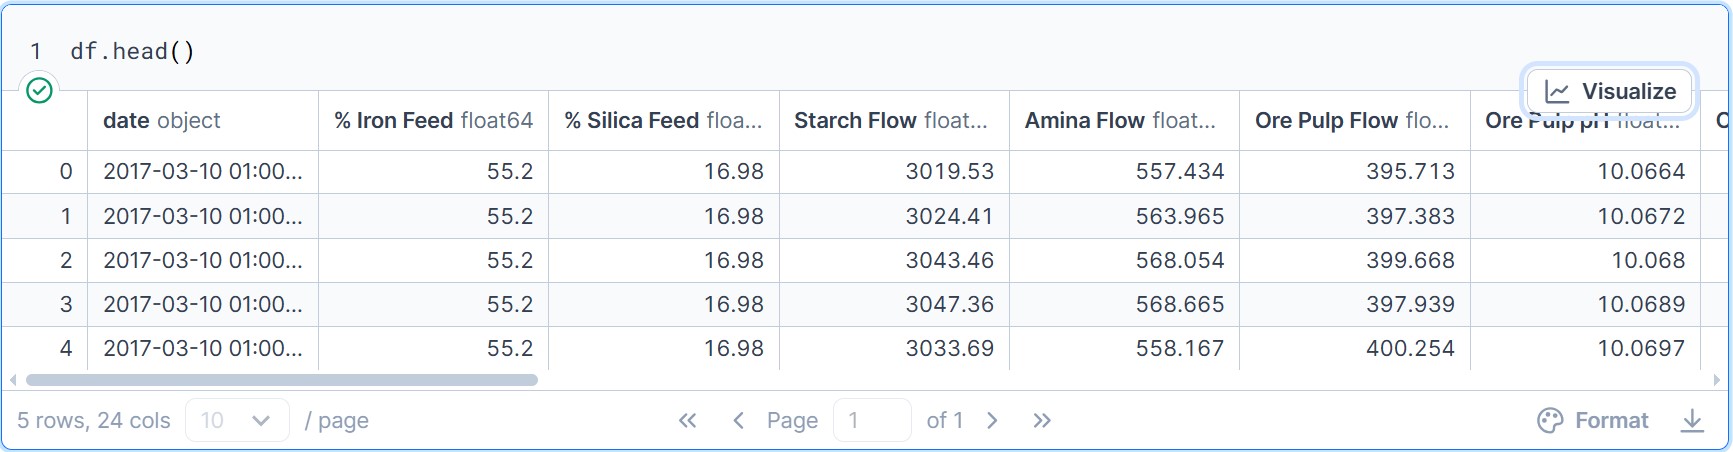 1 df.head()
Visualize
date object % Iron Feed float64 % Silica Feed floa... Starch Flow float... Amina Flow float... Ore Pulp Flow flo... Ore Pulp pH float...
0 2017-03-10 01:00... 55.2 16.98 3019.53 557.434 395.713 10.0664
1 2017-03-10 01:00... 55.2 16.98 3024.41 563.965 397.383 10.0672
2 2017-03-10 01:00... 55.2 16.98 3043.46 568.054 399.668 10.068
3 2017-03-10 01:00... 55.2 16.98 3047.36 568.665 397.939 10.0689
4 2017-03-10 01:00... 55.2 16.98 3033.69 558.167 400.254 10.0697
5 rows, 24 cols 10 / page Page 1 of 1 Format